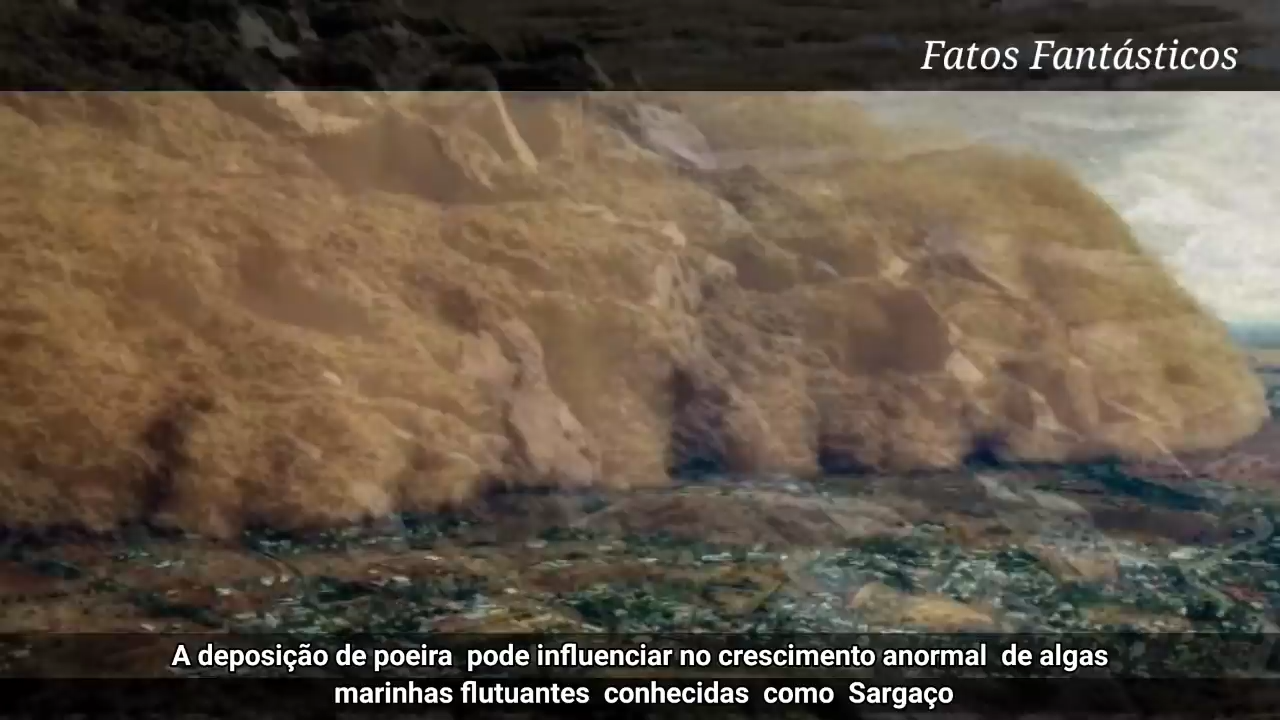 Fatos Fantásticos
A deposição de poeira pode influenciar no crescimento anormal de algas
marinhas flutuantes conhecidas como Sargaço